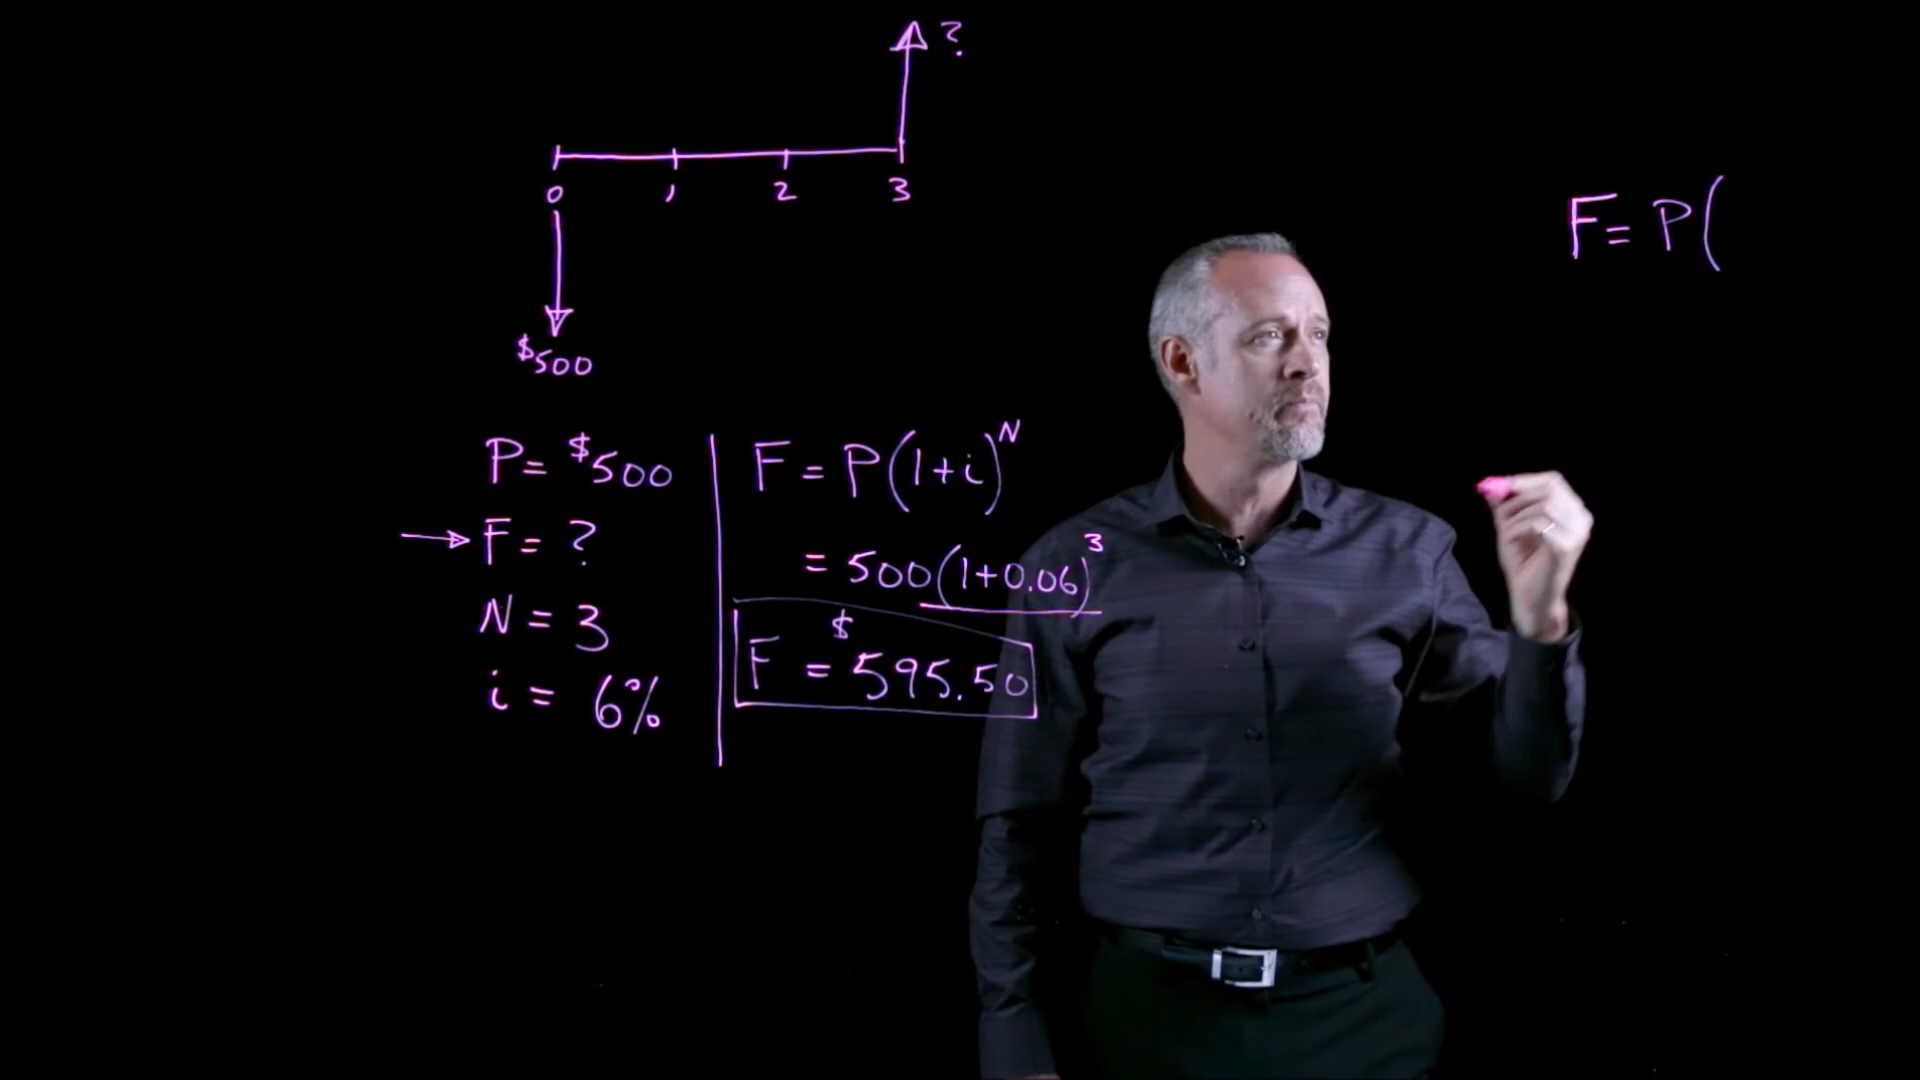 ?
0 1 2 3
$500
P = $500
F = ?
N = 3
i = 6%
F = P(1+i)^N
= 500(1+0.06)^3
F = $595.50
F = P(